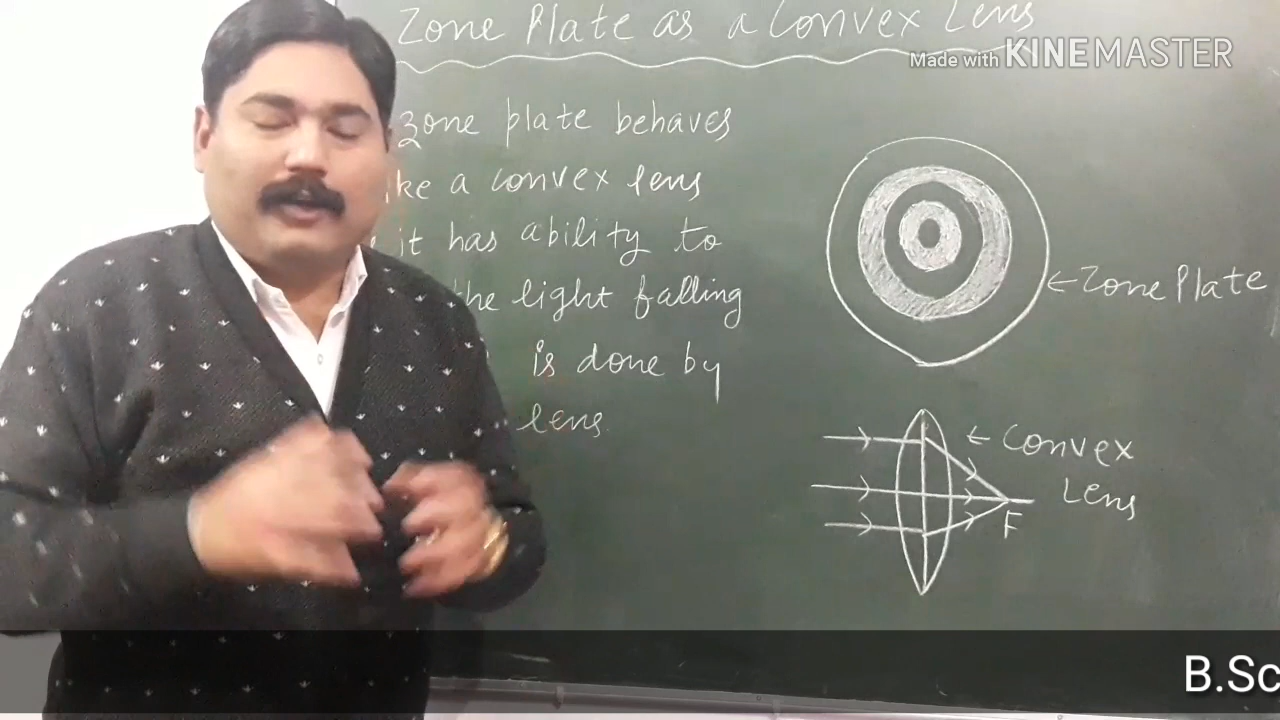 Zone Plate as a Convex Lens
Made with KINEMASTER
zone plate behaves
ke a convex lens
it has ability to
the light falling
is done by
lens
← Zone Plate
← Convex
Lens
F
B.Sc